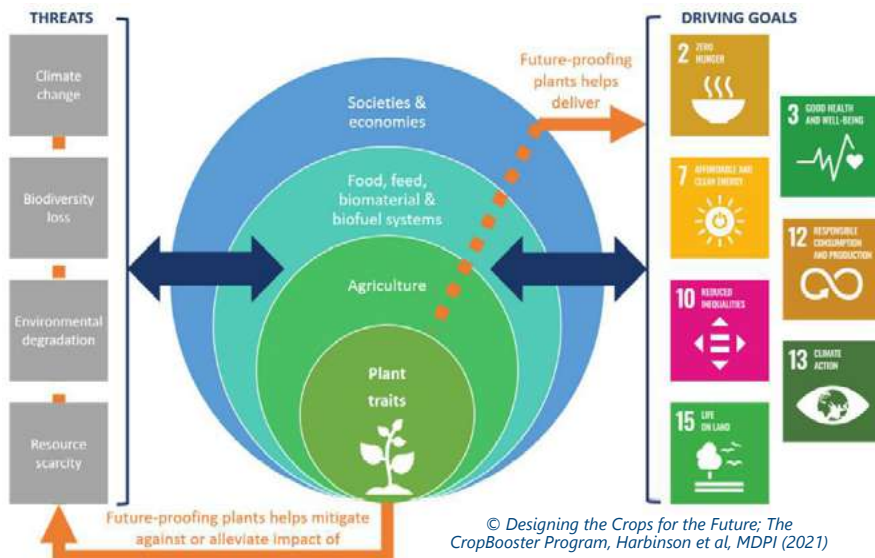 THREATS
Climate
change
Biodiversity
loss
Environmental
degradation
Resource
scarcity
Societies &
economies
Food, feed,
biomaterial &
biofuel systems
Agriculture
Plant
traits
Future-proofing
plants helps
deliver
Future-proofing plants helps mitigate
against or alleviate impact of
DRIVING GOALS
2 ZERO
HUNGER
3 GOOD HEALTH
AND WELL-BEING
7 AFFORDABLE AND
CLEAN ENERGY
12 RESPONSIBLE
CONSUMPTION
AND PRODUCTION
10 REDUCED
INEQUALITIES
13 CLIMATE
ACTION
15 LIFE
ON LAND
© Designing the Crops for the Future; The
CropBooster Program, Harbinson et al, MDPI (2021)